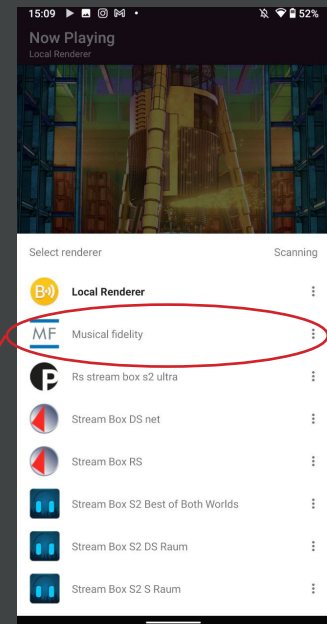 15:09 52%
Now Playing
Local Renderer
Select renderer Scanning
B
Local Renderer
MF Musical fidelity
P Rs stream box s2 ultra
Stream Box DS net
Stream Box RS
Stream Box S2 Best of Both Worlds
Stream Box S2 DS Raum
Stream Box S2 S Raum